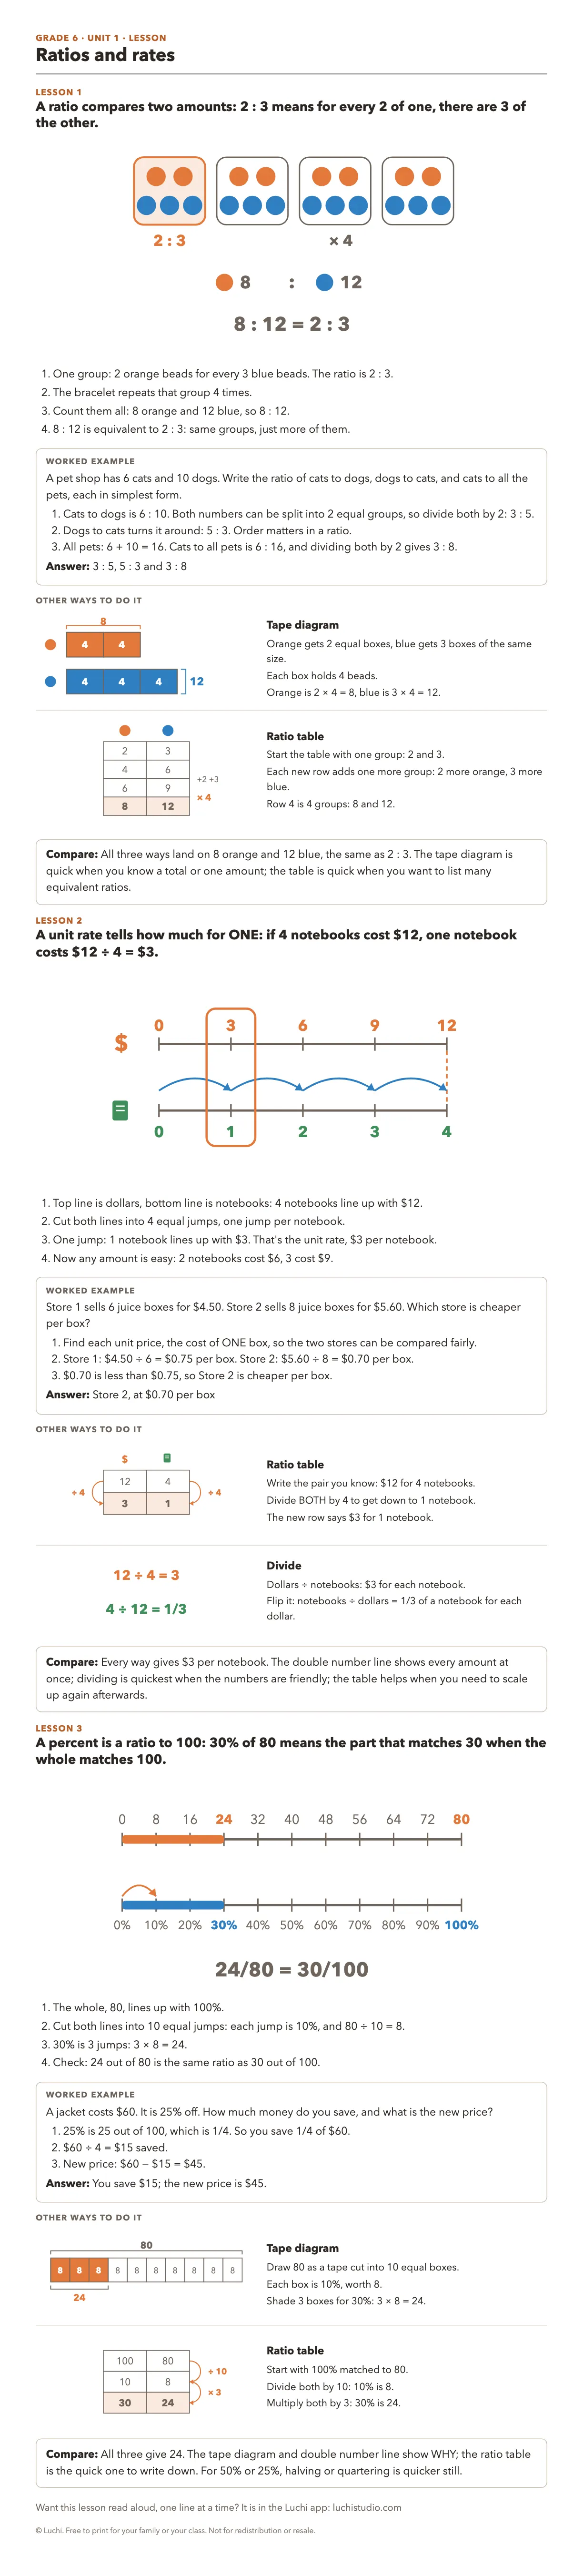 GRADE 6 · UNIT 1 · LESSON
Ratios and rates
LESSON 1
A ratio compares two amounts: 2 : 3 means for every 2 of one, there are 3 of
the other.
2 : 3
× 4
8 : 12
8 : 12 = 2 : 3
1. One group: 2 orange beads for every 3 blue beads. The ratio is 2 : 3.
2. The bracelet repeats that group 4 times.
3. Count them all: 8 orange and 12 blue, so 8 : 12.
4. 8 : 12 is equivalent to 2 : 3: same groups, just more of them.
WORKED EXAMPLE
A pet shop has 6 cats and 10 dogs. Write the ratio of cats to dogs, dogs to cats, and cats to all the
pets, each in simplest form.
1. Cats to dogs is 6 : 10. Both numbers can be split into 2 equal groups, so divide both by 2: 3 : 5.
2. Dogs to cats turns it around: 5 : 3. Order matters in a ratio.
3. All pets: 6 + 10 = 16. Cats to all pets is 6 : 16, and dividing both by 2 gives 3 : 8.
Answer: 3 : 5, 5 : 3 and 3 : 8
OTHER WAYS TO DO IT
8
4 4
4 4 4 12
Tape diagram
Orange gets 2 equal boxes, blue gets 3 boxes of the same
size.
Each box holds 4 beads.
Orange is 2 × 4 = 8, blue is 3 × 4 = 12.
2 3
4 6
6 9
8 12
+2 +3
× 4
Ratio table
Start the table with one group: 2 and 3.
Each new row adds one more group: 2 more orange, 3 more
blue.
Row 4 is 4 groups: 8 and 12.
Compare: All three ways land on 8 orange and 12 blue, the same as 2 : 3. The tape diagram is
quick when you know a total or one amount; the table is quick when you want to list many
equivalent ratios.
LESSON 2
A unit rate tells how much for ONE: if 4 notebooks cost $12, one notebook
costs $12 ÷ 4 = $3.
0 3 6 9 12
$
0 1 2 3 4
1. Top line is dollars, bottom line is notebooks: 4 notebooks line up with $12.
2. Cut both lines into 4 equal jumps, one jump per notebook.
3. One jump: 1 notebook lines up with $3. That's the unit rate, $3 per notebook.
4. Now any amount is easy: 2 notebooks cost $6, 3 cost $9.
WORKED EXAMPLE
Store 1 sells 6 juice boxes for $4.50. Store 2 sells 8 juice boxes for $5.60. Which store is cheaper
per box?
1. Find each unit price, the cost of ONE box, so the two stores can be compared fairly.
2. Store 1: $4.50 ÷ 6 = $0.75 per box. Store 2: $5.60 ÷ 8 = $0.70 per box.
3. $0.70 is less than $0.75, so Store 2 is cheaper per box.
Answer: Store 2, at $0.70 per box
OTHER WAYS TO DO IT
$
12 4
3 1
÷ 4
÷ 4
Ratio table
Write the pair you know: $12 for 4 notebooks.
Divide BOTH by 4 to get down to 1 notebook.
The new row says $3 for 1 notebook.
12 ÷ 4 = 3
4 ÷ 12 = 1/3
Divide
Dollars ÷ notebooks: $3 for each notebook.
Flip it: notebooks ÷ dollars = 1/3 of a notebook for each
dollar.
Compare: Every way gives $3 per notebook. The double number line shows every amount at
once; dividing is quickest when the numbers are friendly; the table helps when you need to scale
up again afterwards.
LESSON 3
A percent is a ratio to 100: 30% of 80 means the part that matches 30 when the
whole matches 100.
0 8 16 24 32 40 48 56 64 72 80
0% 10% 20% 30% 40% 50% 60% 70% 80% 90% 100%
24/80 = 30/100
1. The whole, 80, lines up with 100%.
2. Cut both lines into 10 equal jumps: each jump is 10%, and 80 ÷ 10 = 8.
3. 30% is 3 jumps: 3 × 8 = 24.
4. Check: 24 out of 80 is the same ratio as 30 out of 100.
WORKED EXAMPLE
A jacket costs $60. It is 25% off. How much money do you save, and what is the new price?
1. 25% is 25 out of 100, which is 1/4. So you save 1/4 of $60.
2. $60 ÷ 4 = $15 saved.
3. New price: $60 − $15 = $45.
Answer: You save $15; the new price is $45.
OTHER WAYS TO DO IT
80
8 8 8 8 8 8 8 8 8 8
24
Tape diagram
Draw 80 as a tape cut into 10 equal boxes.
Each box is 10%, worth 8.
Shade 3 boxes for 30%: 3 × 8 = 24.
100 80
10 8
30 24
÷ 10
× 3
Ratio table
Start with 100% matched to 80.
Divide both by 10: 10% is 8.
Multiply both by 3: 30% is 24.
Compare: All three give 24. The tape diagram and double number line show WHY; the ratio table
is the quick one to write down. For 50% or 25%, halving or quartering is quicker still.
Want this lesson read aloud, one line at a time? It is in the Luchi app: luchistudio.com
© Luchi. Free to print for your family or your class. Not for redistribution or resale.